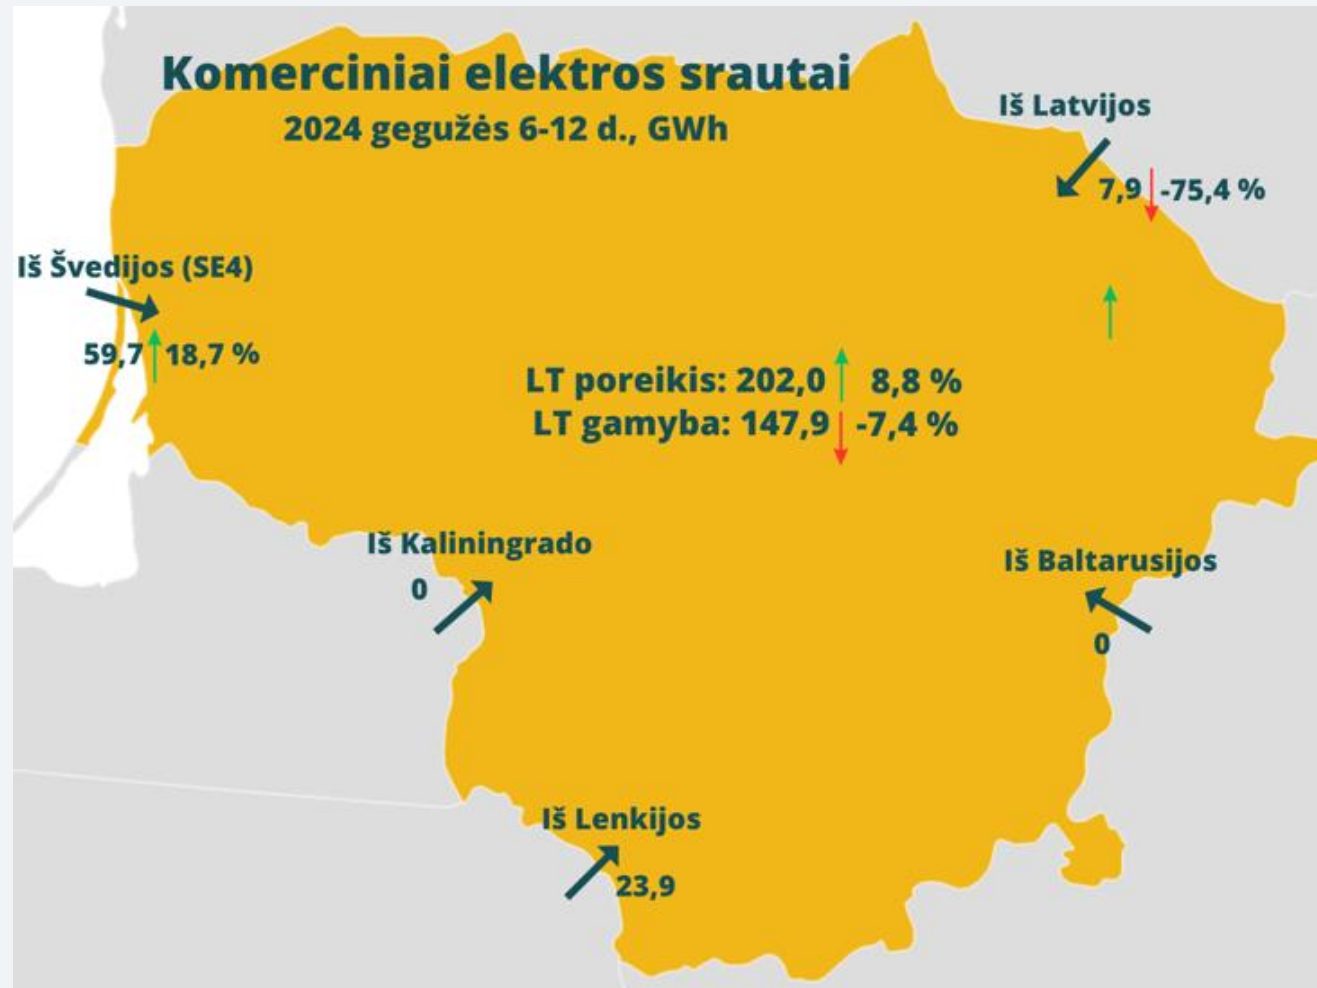 Komerciniai elektros srautai
2024 gegužės 6-12 d., GWh
Iš Latvijos
7,9 -75,4 %
Iš Švedijos (SE4)
59,7 18,7 %
LT poreikis: 202,0 8,8 %
LT gamyba: 147,9 -7,4 %
Iš Kaliningrado
0
Iš Baltarusijos
0
Iš Lenkijos
23,9